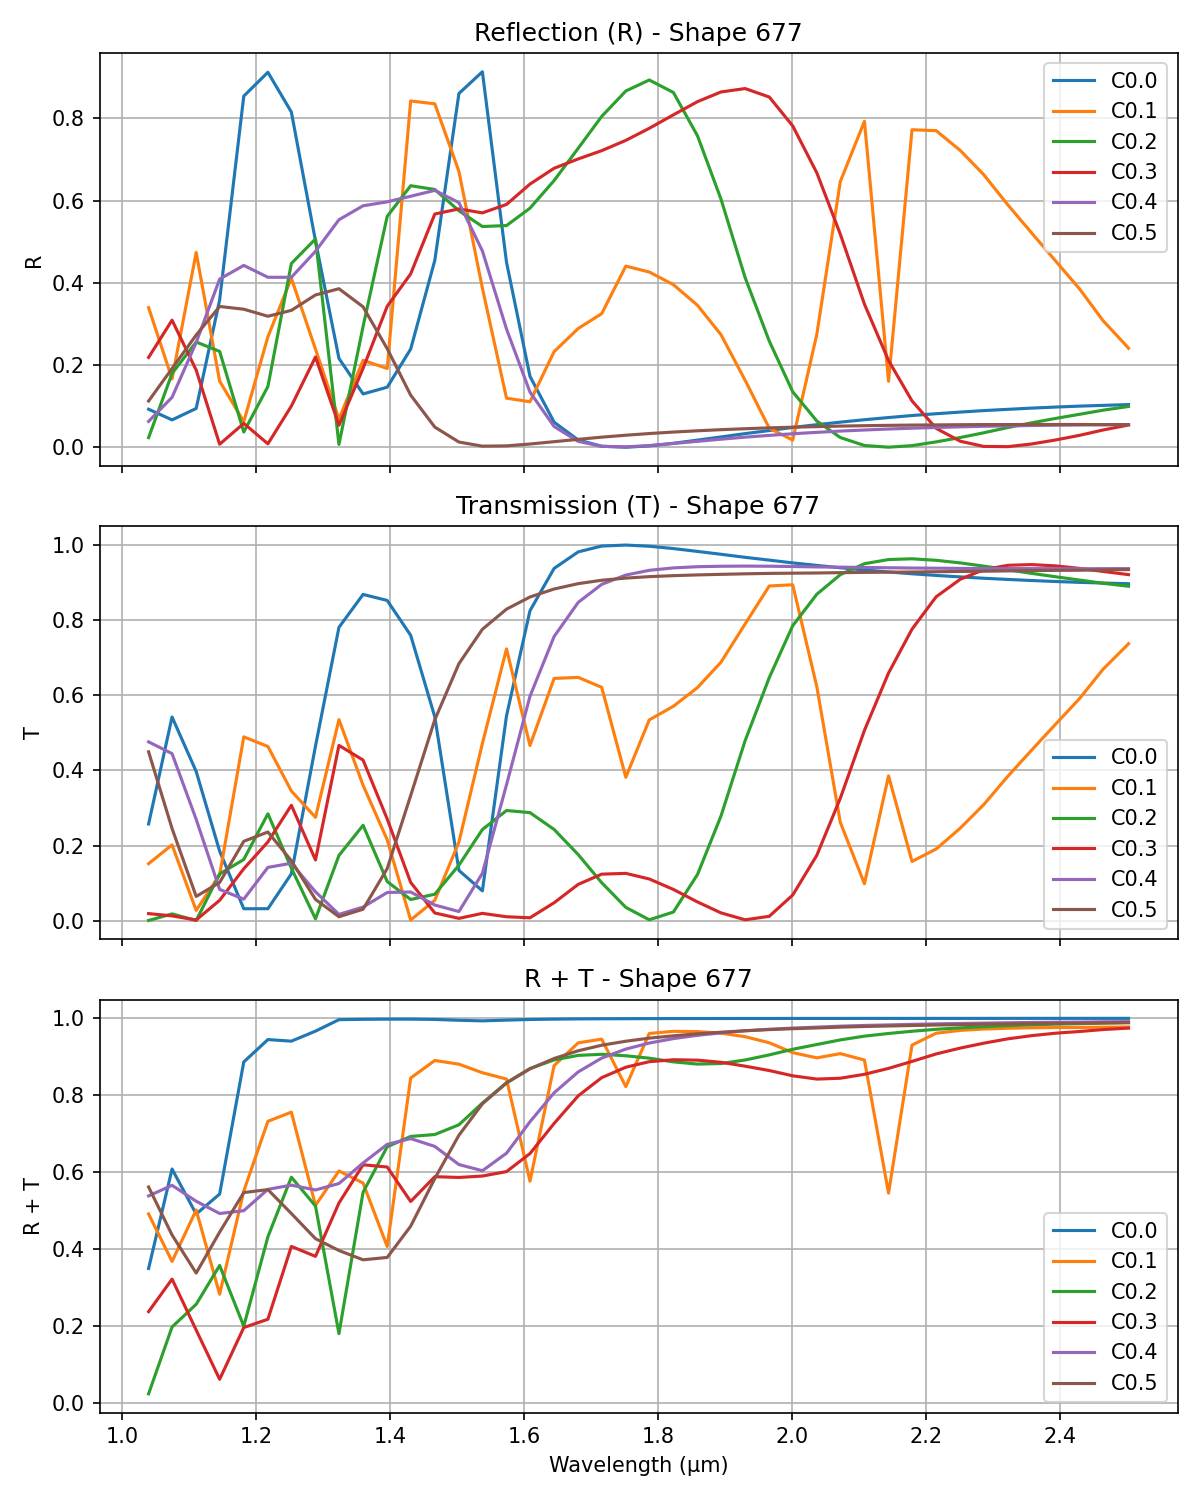 Reflection (R) - Shape 677
R
0.8
0.6
0.4
0.2
0.0
C0.0
C0.1
C0.2
C0.3
C0.4
C0.5
Transmission (T) - Shape 677
T
1.0
0.8
0.6
0.4
0.2
0.0
C0.0
C0.1
C0.2
C0.3
C0.4
C0.5
R + T - Shape 677
R + T
1.0
0.8
0.6
0.4
0.2
0.0
C0.0
C0.1
C0.2
C0.3
C0.4
C0.5
1.0 1.2 1.4 1.6 1.8 2.0 2.2 2.4
Wavelength (μm)